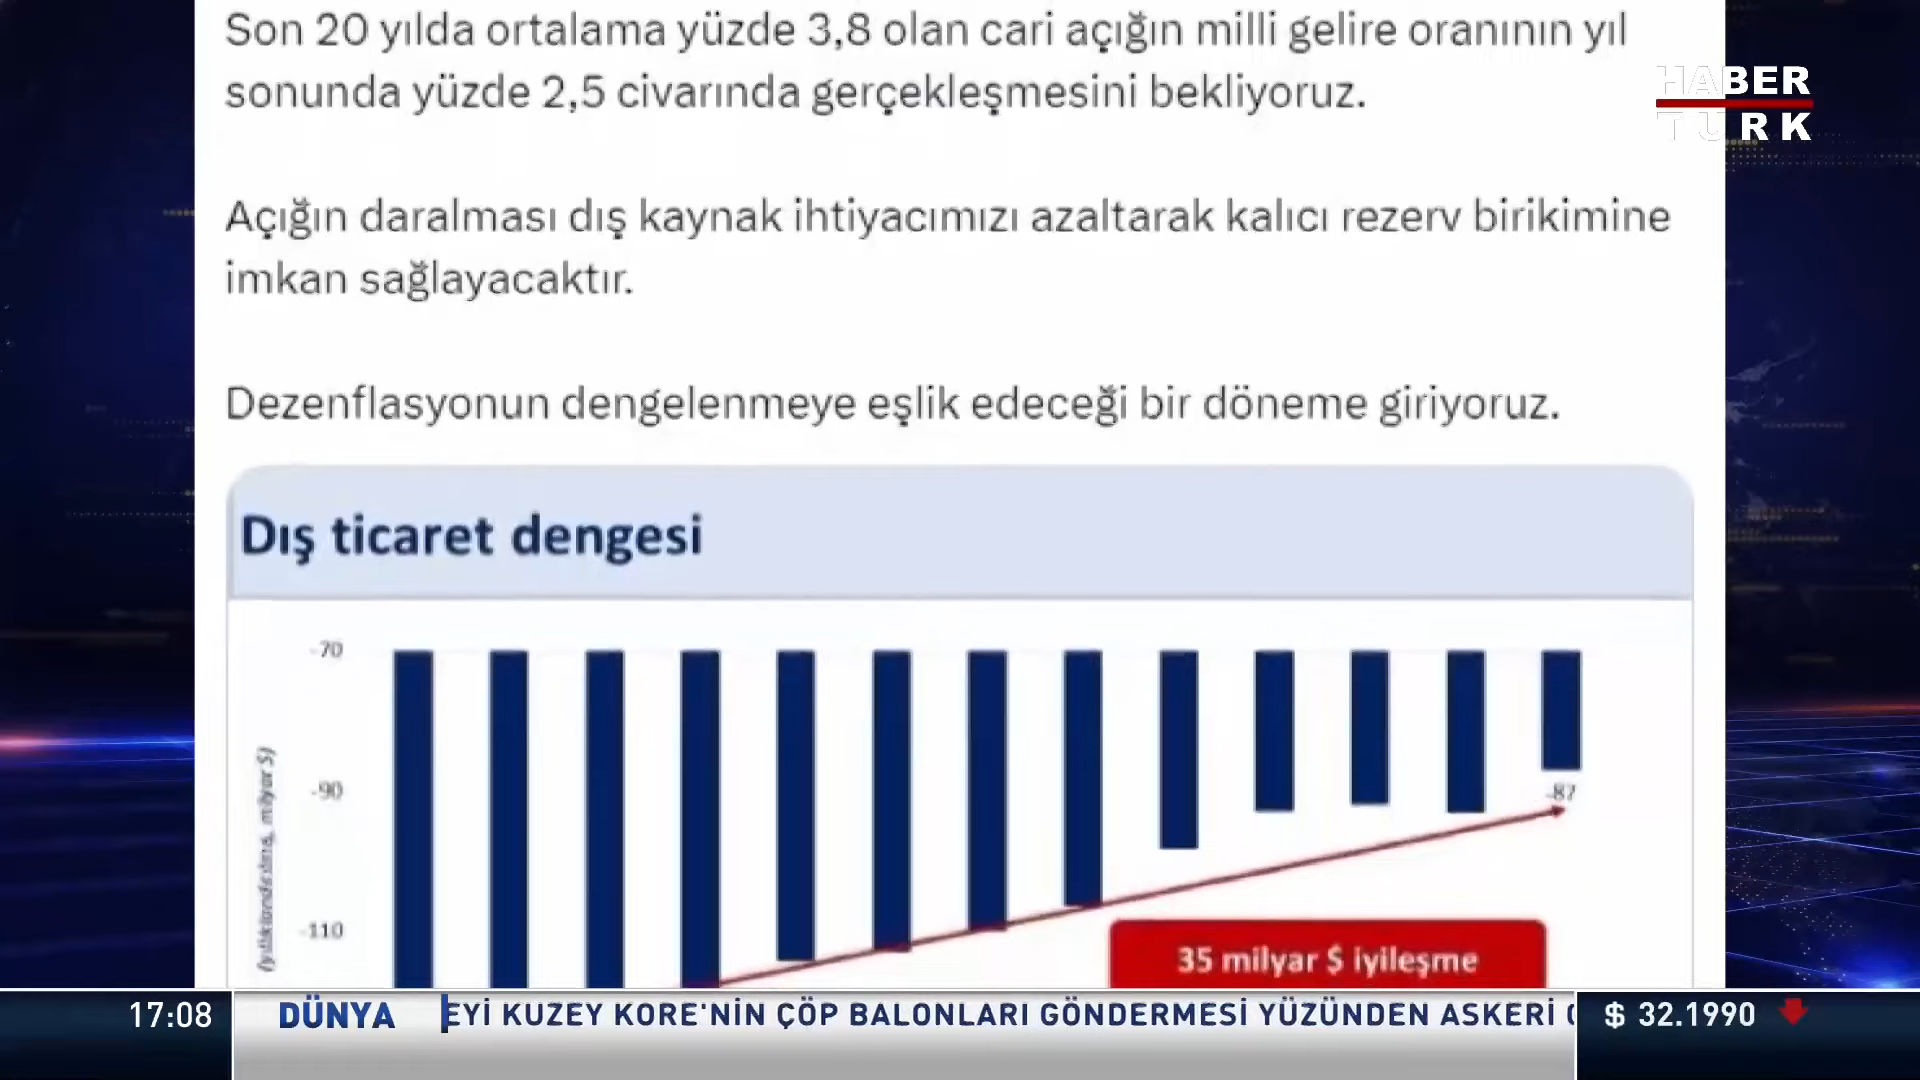 Son 20 yılda ortalama yüzde 3,8 olan cari açığın milli gelire oranının yıl
sonunda yüzde 2,5 civarında gerçekleşmesini bekliyoruz.
HABER
TURK
Açığın daralması dış kaynak ihtiyacımızı azaltarak kalıcı rezerv birikimine
imkan sağlayacaktır.
Dezenflasyonun dengelenmeye eşlik edeceği bir döneme giriyoruz.
Dış ticaret dengesi
-70
-90
-110
(yıllıklandırılmış, milyar $)
-87
35 milyar $ iyileşme
17:08
DÜNYA
EYİ KUZEY KORE'NİN ÇÖP BALONLARI GÖNDERMESİ YÜZÜNDEN ASKERİ
$ 32.1990